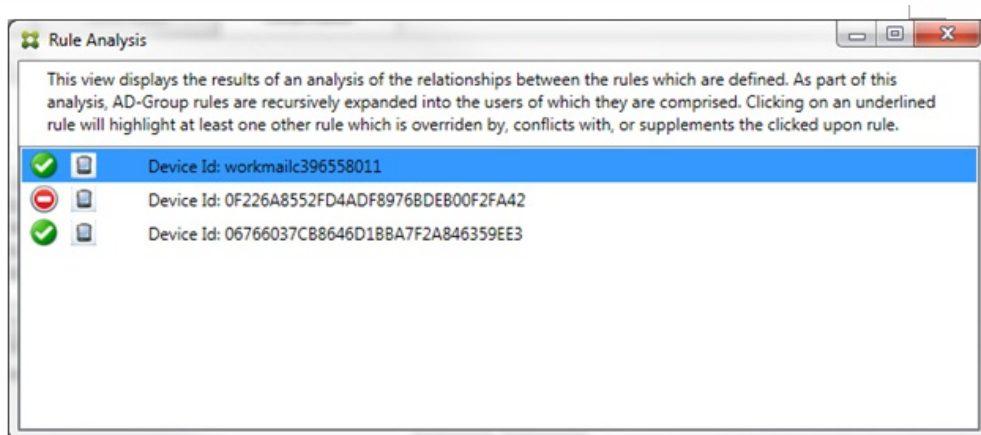 Rule Analysis
This view displays the results of an analysis of the relationships between the rules which are defined. As part of this
analysis, AD-Group rules are recursively expanded into the users of which they are comprised. Clicking on an underlined
rule will highlight at least one other rule which is overriden by, conflicts with, or supplements the clicked upon rule.
Device Id: workmailc396558011
Device Id: 0F226A8552FD4ADF8976BDEB00F2FA42
Device Id: 06766037CB8646D1BBA7F2A846359EE3